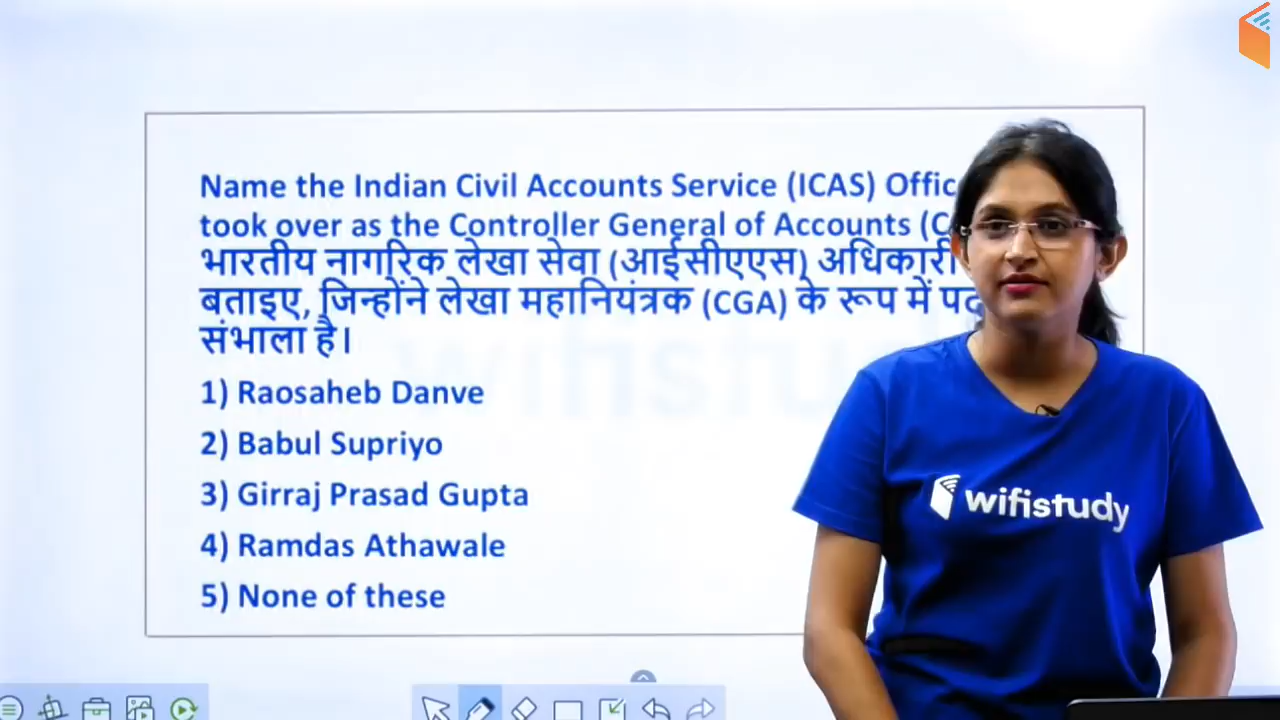 Name the Indian Civil Accounts Service (ICAS)
took over as the Controller General of Accounts
भारतीय नागरिक लेखा सेवा (आईसीएएस) अधिकारी
बताइए, जिन्होंने लेखा महानियंत्रक (CGA) के रूप में
संभाला है।
1) Raosaheb Danve
2) Babul Supriyo
3) Girraj Prasad Gupta
4) Ramdas Athawale
5) None of these
wifistudy